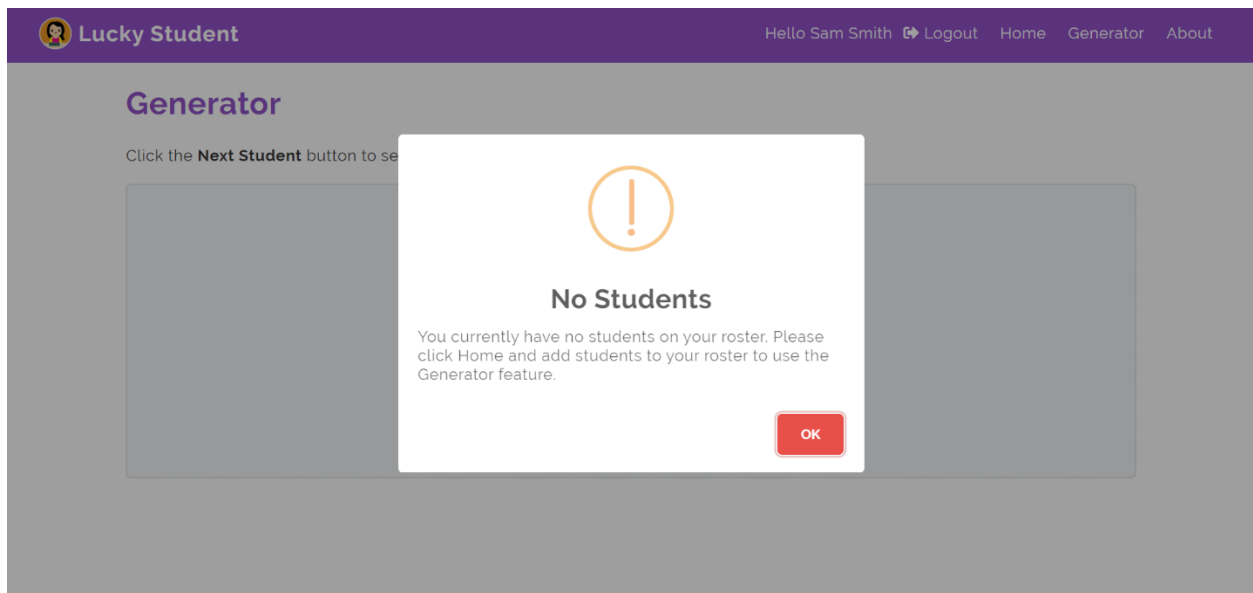 Lucky Student
Hello Sam Smith Logout Home Generator About
Generator
Click the Next Student button to se
No Students
You currently have no students on your roster. Please
click Home and add students to your roster to use the
Generator feature.
OK